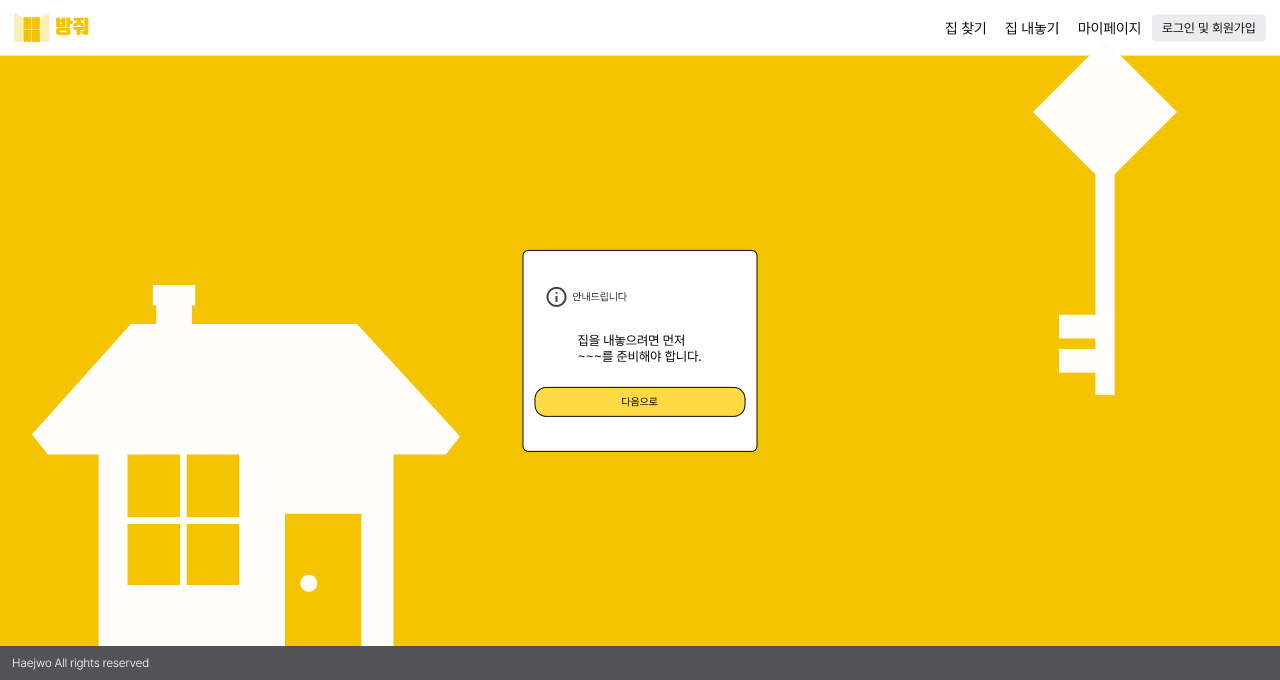 방줘
집 찾기 집 내놓기 마이페이지 로그인 및 회원가입
안내드립니다
집을 내놓으려면 먼저
~~~를 준비해야 합니다.
다음으로
Haejwo All rights reserved